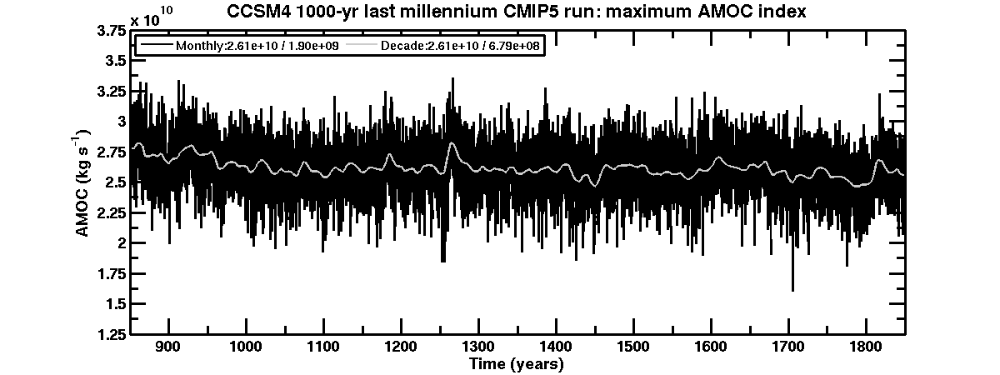 CCSM4 1000-yr last millennium CMIP5 run: maximum AMOC index
x 10^10
Monthly:2.61e+10 / 1.90e+09
Decade:2.61e+10 / 6.79e+08
3.75
3.5
3.25
3
2.75
2.5
2.25
2
1.75
1.5
1.25
AMOC (kg s^-1)
900 1000 1100 1200 1300 1400 1500 1600 1700 1800
Time (years)